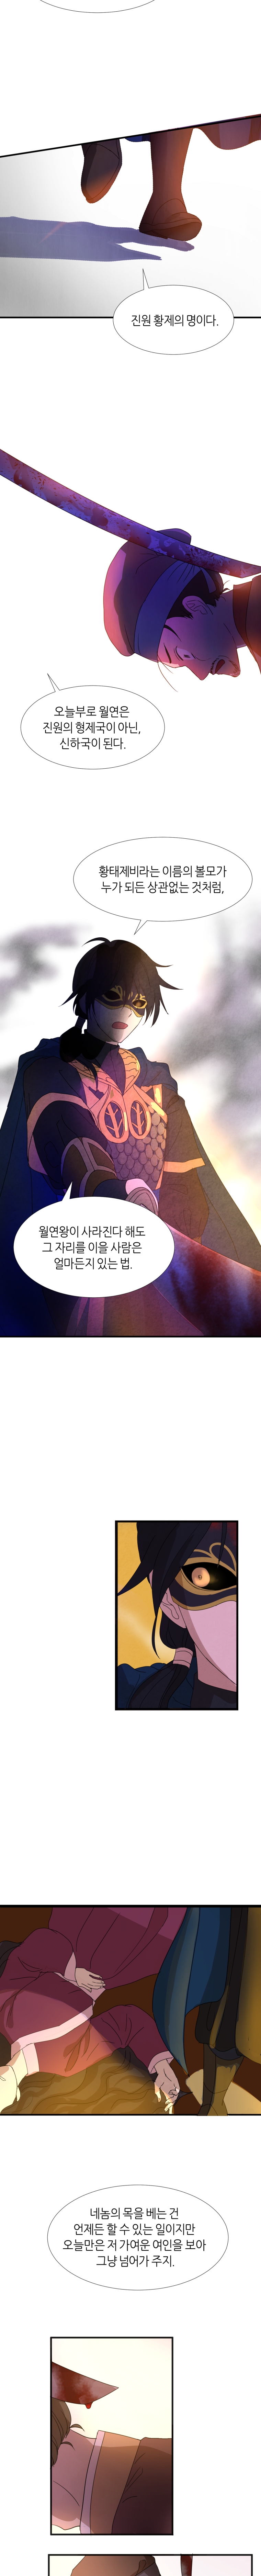 진원 황제의 명이다.
오늘부로 월연은
진원의 형제국이 아닌,
신하국이 된다.
황태제비라는 이름의 볼모가
누가 되든 상관없는 것처럼,
월연왕이 사라진다 해도
그 자리를 이을 사람은
얼마든지 있는 법.
네놈의 목을 베는 건
언제든 할 수 있는 일이지만
오늘만은 저 가여운 여인을 보아
그냥 넘어가 주지.